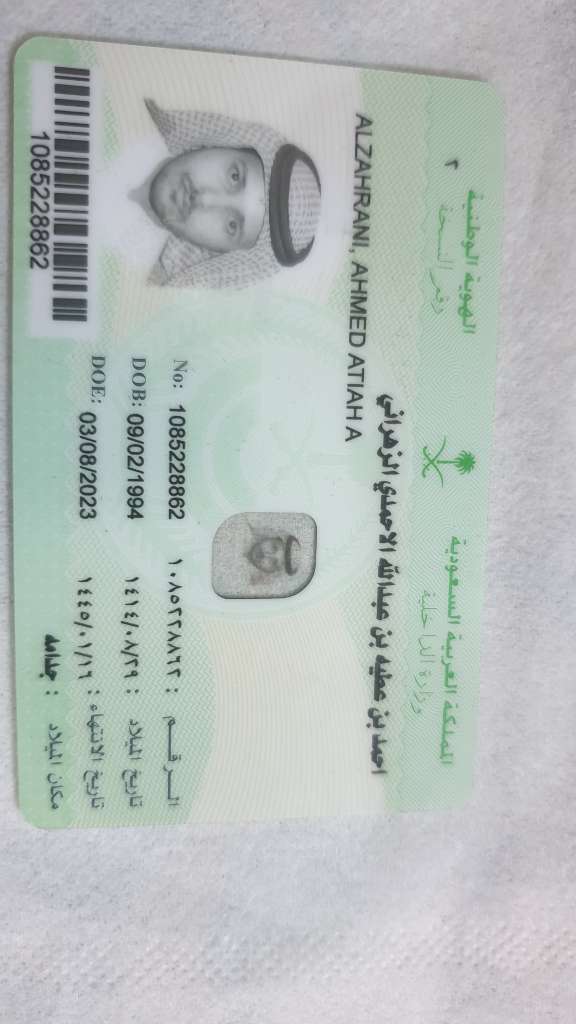 المملكة العربية السعودية
وزارة الداخلية
الهوية الوطنية
رقم النسخة
٢
احمد بن عطيه بن عبدالله الاحمدي الزهراني
ALZAHRANI, AHMED ATIAH A
No: 1085228862 ١٠٨٥٢٢٨٨٦٢ : الرقم
DOB: 09/02/1994 ١٤١٤/٠٨/٢٩ : تاريخ الميلاد
DOE: 03/08/2023 ١٤٤٥/٠١/١٦ : تاريخ الانتهاء
مكان الميلاد :
1085228862